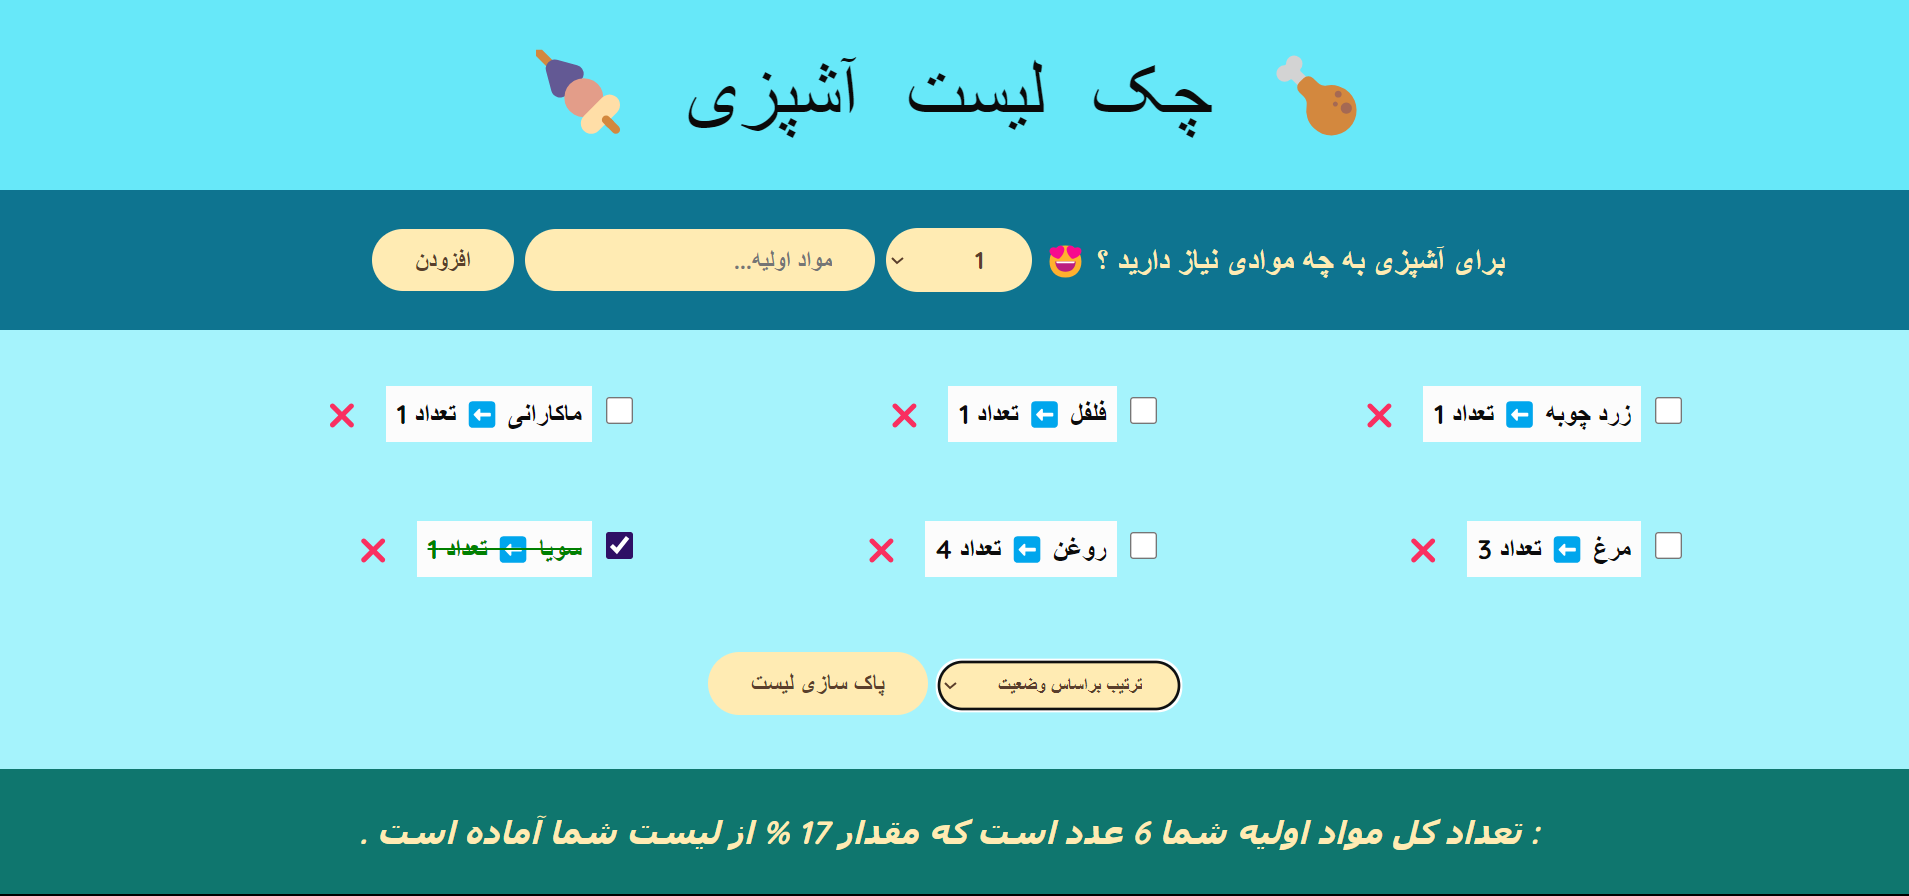 چک لیست آشپزی
برای آشپزی به چه موادی نیاز دارید ؟ 😍 1 مواد اولیه... افزودن
زرد چوبه ⬅️ تعداد 1 ❌ فلفل ⬅️ تعداد 1 ❌ ماکارانی ⬅️ تعداد 1 ❌
مرغ ⬅️ تعداد 3 ❌ روغن ⬅️ تعداد 4 ❌ سویا ⬅️ تعداد 1 ❌
ترتیب براساس وضعیت پاک سازی لیست
: تعداد کل مواد اولیه شما 6 عدد است که مقدار 17 % از لیست شما آماده است .